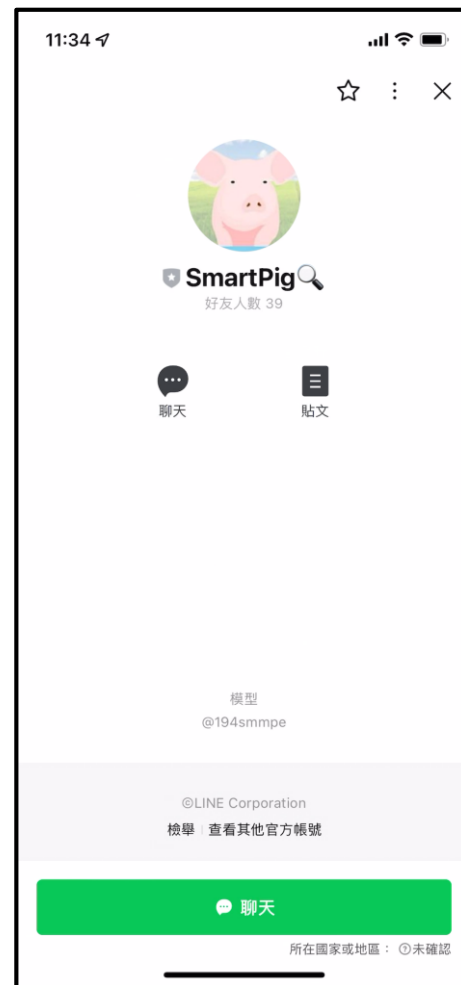 11:34
SmartPig
好友人數 39
聊天
貼文
模型
@194smmpe
©LINE Corporation
檢舉 | 查看其他官方帳號
聊天
所在國家或地區： ?未確認